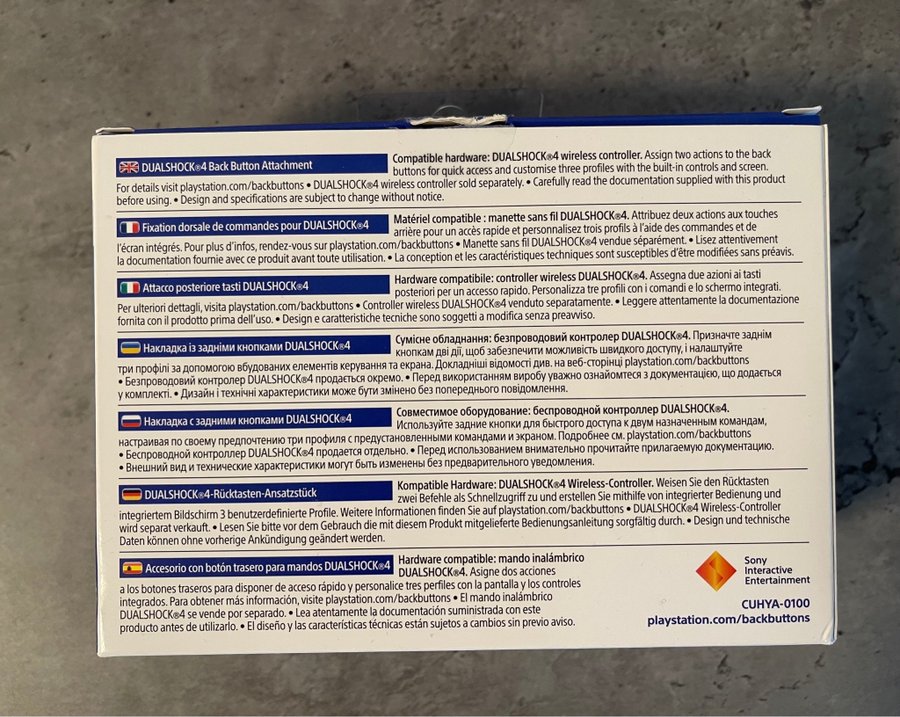 DUALSHOCK®4 Back Button Attachment
Compatible hardware: DUALSHOCK®4 wireless controller. Assign two actions to the back
buttons for quick access and customise three profiles with the built-in controls and screen.
For details visit playstation.com/backbuttons • DUALSHOCK®4 wireless controller sold separately. • Carefully read the documentation supplied with this product
before using. • Design and specifications are subject to change without notice.
Fixation dorsale de commandes pour DUALSHOCK®4
Matériel compatible : manette sans fil DUALSHOCK®4. Attribuez deux actions aux touches
arrière pour un accès rapide et personnalisez trois profils à l'aide des commandes et de
l'écran intégrés. Pour plus d'infos, rendez-vous sur playstation.com/backbuttons • Manette sans fil DUALSHOCK®4 vendue séparément. • Lisez attentivement
la documentation fournie avec ce produit avant toute utilisation. • La conception et les caractéristiques techniques sont susceptibles d'être modifiées sans préavis.
Attacco posteriore tasti DUALSHOCK®4
Hardware compatibile: controller wireless DUALSHOCK®4. Assegna due azioni ai tasti
posteriori per un accesso rapido. Personalizza tre profili con i comandi e lo schermo integrati.
Per ulteriori dettagli, visita playstation.com/backbuttons • Controller wireless DUALSHOCK®4 venduto separatamente. • Leggere attentamente la documentazione
fornita con il prodotto prima dell'uso. • Design e caratteristiche tecniche sono soggetti a modifica senza preavviso.
Накладка із задніми кнопками DUALSHOCK®4
Сумісне обладнання: безпроводовий контролер DUALSHOCK®4. Призначте заднім
кнопкам дві дії, щоб забезпечити можливість швидкого доступу, і налаштуйте
три профілі за допомогою вбудованих елементів керування та екрана. Докладніші відомості див. на веб-сторінці playstation.com/backbuttons
• Безпроводовий контролер DUALSHOCK®4 продається окремо. • Перед використанням виробу уважно ознайомтеся з документацією, що додається
у комплекті. • Дизайн і технічні характеристики може бути змінено без попереднього повідомлення.
Накладка с задними кнопками DUALSHOCK®4
Совместимое оборудование: беспроводной контроллер DUALSHOCK®4.
Используйте задние кнопки для быстрого доступа к двум назначенным командам,
настраивая по своему предпочтению три профиля с предустановленными командами и экраном. Подробнее см. playstation.com/backbuttons
• Беспроводной контроллер DUALSHOCK®4 продается отдельно. • Перед использованием внимательно прочитайте прилагаемую документацию.
• Внешний вид и технические характеристики могут быть изменены без предварительного уведомления.
DUALSHOCK®4-Rücktasten-Ansatzstück
Kompatible Hardware: DUALSHOCK®4 Wireless-Controller. Weisen Sie den Rücktasten
zwei Befehle als Schnellzugriff zu und erstellen Sie mithilfe von integrierter Bedienung und
integriertem Bildschirm 3 benutzerdefinierte Profile. Weitere Informationen finden Sie auf playstation.com/backbuttons • DUALSHOCK®4 Wireless-Controller
wird separat verkauft. • Lesen Sie bitte vor dem Gebrauch die mit diesem Produkt mitgelieferte Bedienungsanleitung sorgfältig durch. • Design und technische
Daten können ohne vorherige Ankündigung geändert werden.
Accesorio con botón trasero para mandos DUALSHOCK®4
Hardware compatible: mando inalámbrico
DUALSHOCK®4. Asigne dos acciones
a los botones traseros para disponer de acceso rápido y personalice tres perfiles con la pantalla y los controles
integrados. Para obtener más información, visite playstation.com/backbuttons • El mando inalámbrico
DUALSHOCK®4 se vende por separado. • Lea atentamente la documentación suministrada con este
producto antes de utilizarlo. • El diseño y las características técnicas están sujetos a cambios sin previo aviso.
Sony
Interactive
Entertainment
CUHYA-0100
playstation.com/backbuttons